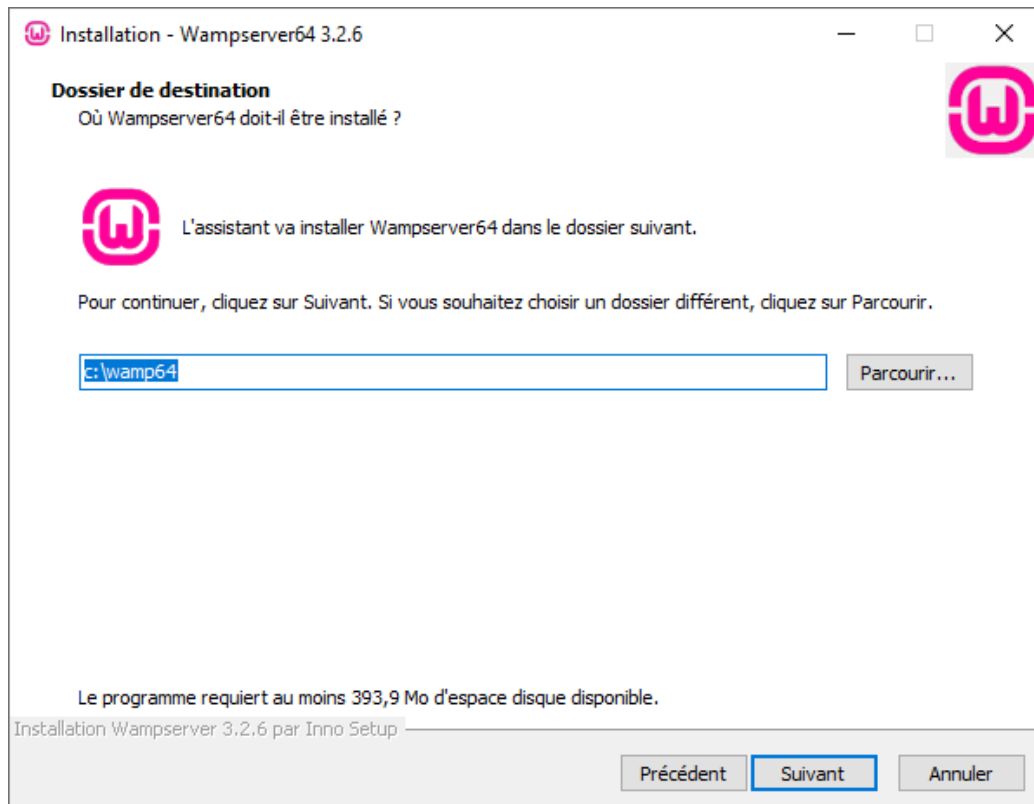 Installation - Wampserver64 3.2.6
Dossier de destination
Où Wampserver64 doit-il être installé ?
L'assistant va installer Wampserver64 dans le dossier suivant.
Pour continuer, cliquez sur Suivant. Si vous souhaitez choisir un dossier différent, cliquez sur Parcourir.
c:\wamp64
Parcourir...
Le programme requiert au moins 393,9 Mo d'espace disque disponible.
Installation Wampserver 3.2.6 par Inno Setup
Précédent Suivant Annuler